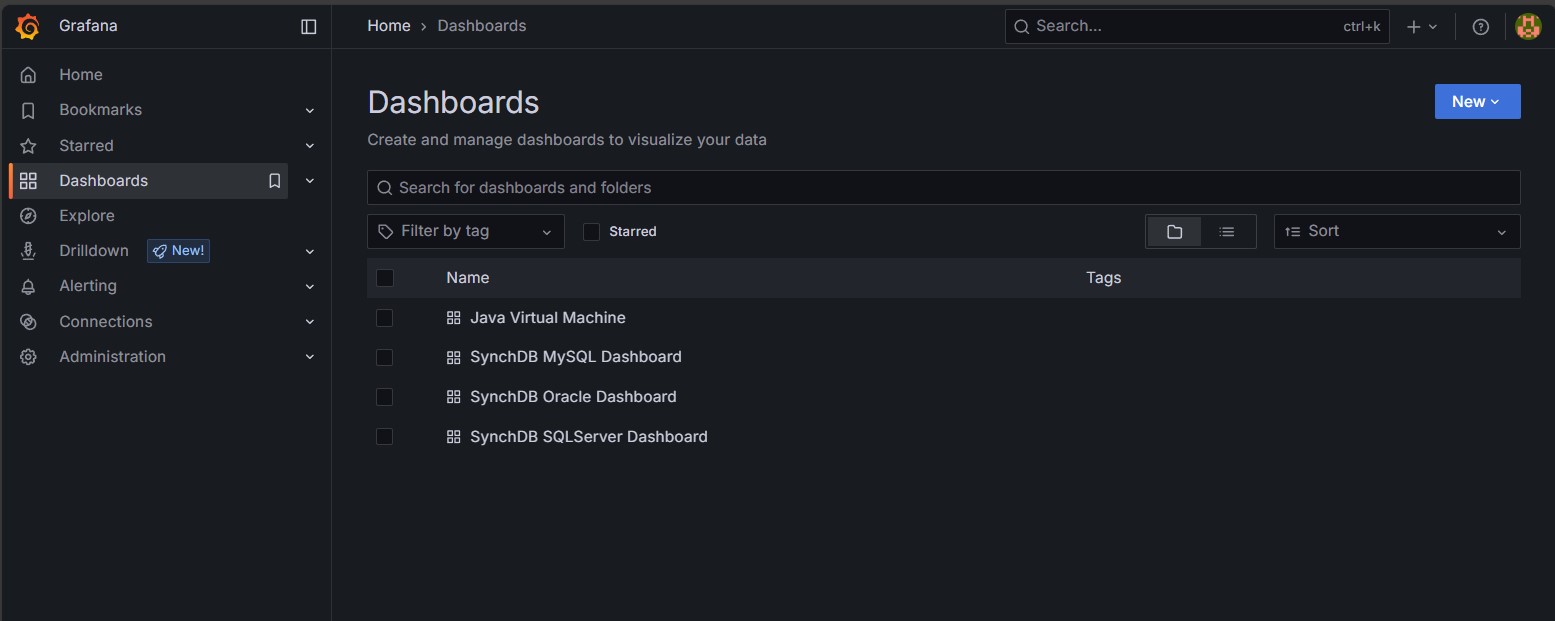 Grafana
Home › Dashboards
Search...
ctrl+k
Home
Bookmarks
Starred
Dashboards
Explore
Drilldown
New!
Alerting
Connections
Administration
Dashboards
New
Create and manage dashboards to visualize your data
Search for dashboards and folders
Filter by tag
Starred
Sort
Name
Tags
Java Virtual Machine
SynchDB MySQL Dashboard
SynchDB Oracle Dashboard
SynchDB SQLServer Dashboard